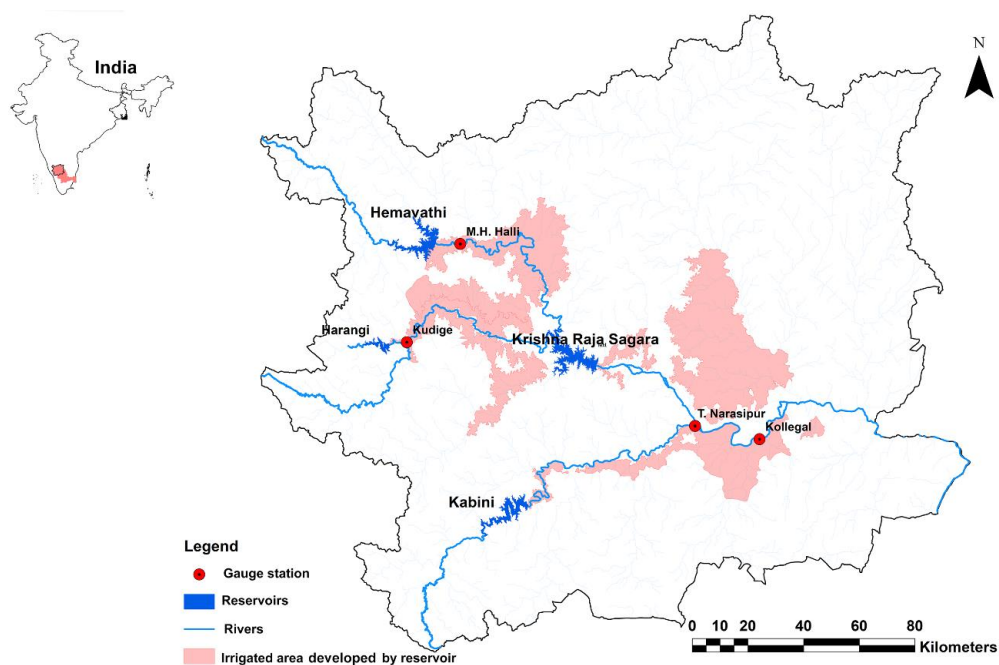 India
N
Hemavathi
M.H. Halli
Harangi
Kudige
Krishna Raja Sagara
T. Narasipur
Kollegal
Kabini
Legend
Gauge station
Reservoirs
Rivers
Irrigated area developed by reservoir
0 10 20 40 60 80
Kilometers